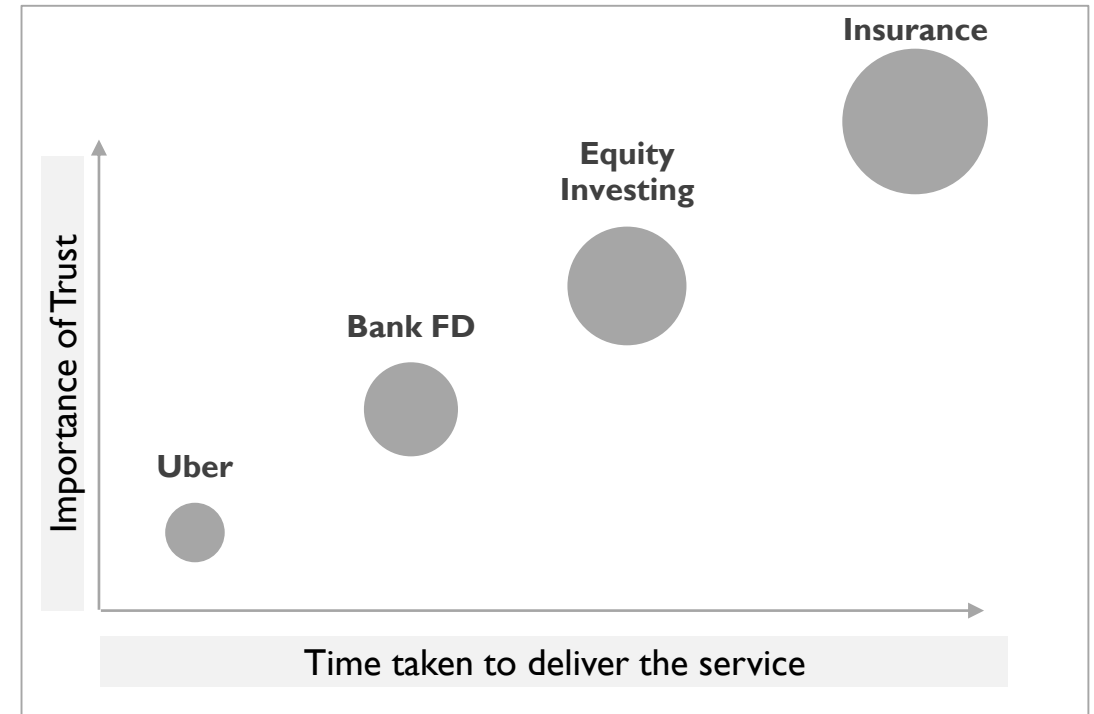 Insurance
Equity
Investing
Bank FD
Uber
Importance of Trust
Time taken to deliver the service